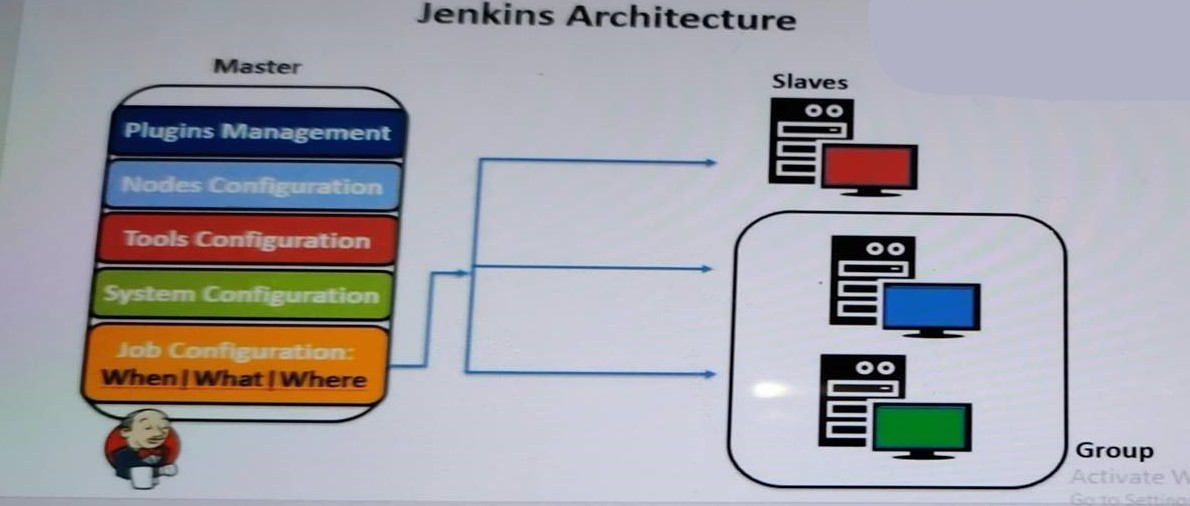 Jenkins Architecture
Master
Plugins Management
Nodes Configuration
Tools Configuration
System Configuration
Job Configuration:
When|What|Where
Slaves
Group
Activate W
Go to Settings